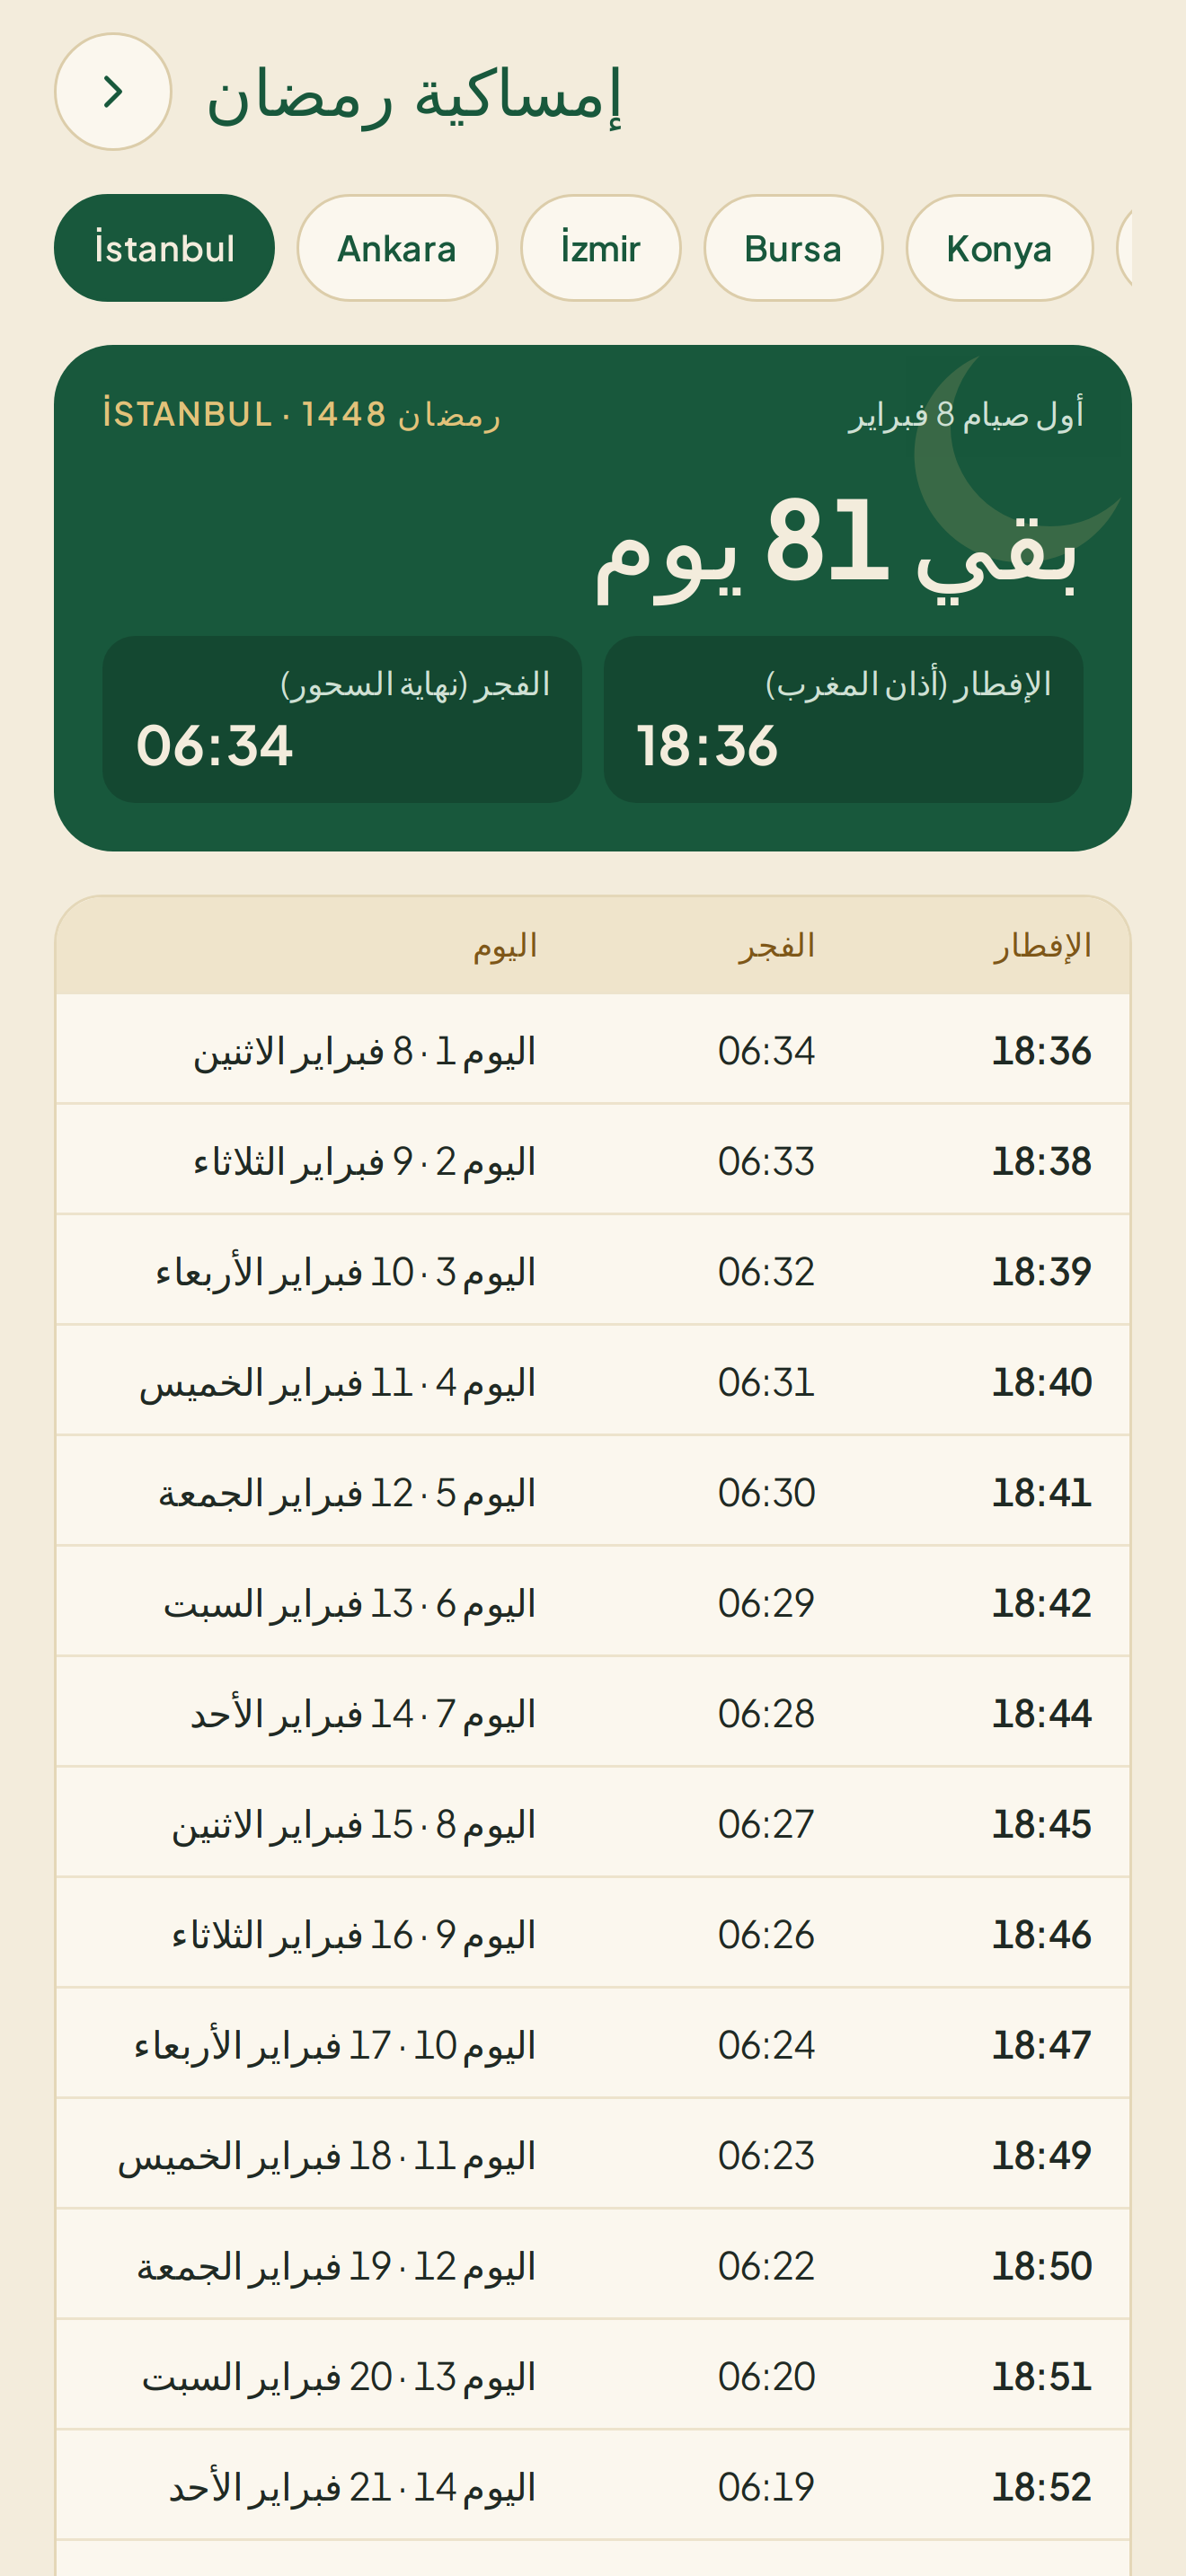 إمساكية رمضان
İstanbul Ankara İzmir Bursa Konya
İSTANBUL · 1448 رمضان
أول صيام 8 فبراير
بقي 81 يوم
الفجر (نهاية السحور) الإفطار (أذان المغرب)
06:34 18:36
اليوم الفجر الإفطار
اليوم 1 · 8 فبراير الاثنين 06:34 18:36
اليوم 2 · 9 فبراير الثلاثاء 06:33 18:38
اليوم 3 · 10 فبراير الأربعاء 06:32 18:39
اليوم 4 · 11 فبراير الخميس 06:31 18:40
اليوم 5 · 12 فبراير الجمعة 06:30 18:41
اليوم 6 · 13 فبراير السبت 06:29 18:42
اليوم 7 · 14 فبراير الأحد 06:28 18:44
اليوم 8 · 15 فبراير الاثنين 06:27 18:45
اليوم 9 · 16 فبراير الثلاثاء 06:26 18:46
اليوم 10 · 17 فبراير الأربعاء 06:24 18:47
اليوم 11 · 18 فبراير الخميس 06:23 18:49
اليوم 12 · 19 فبراير الجمعة 06:22 18:50
اليوم 13 · 20 فبراير السبت 06:20 18:51
اليوم 14 · 21 فبراير الأحد 06:19 18:52